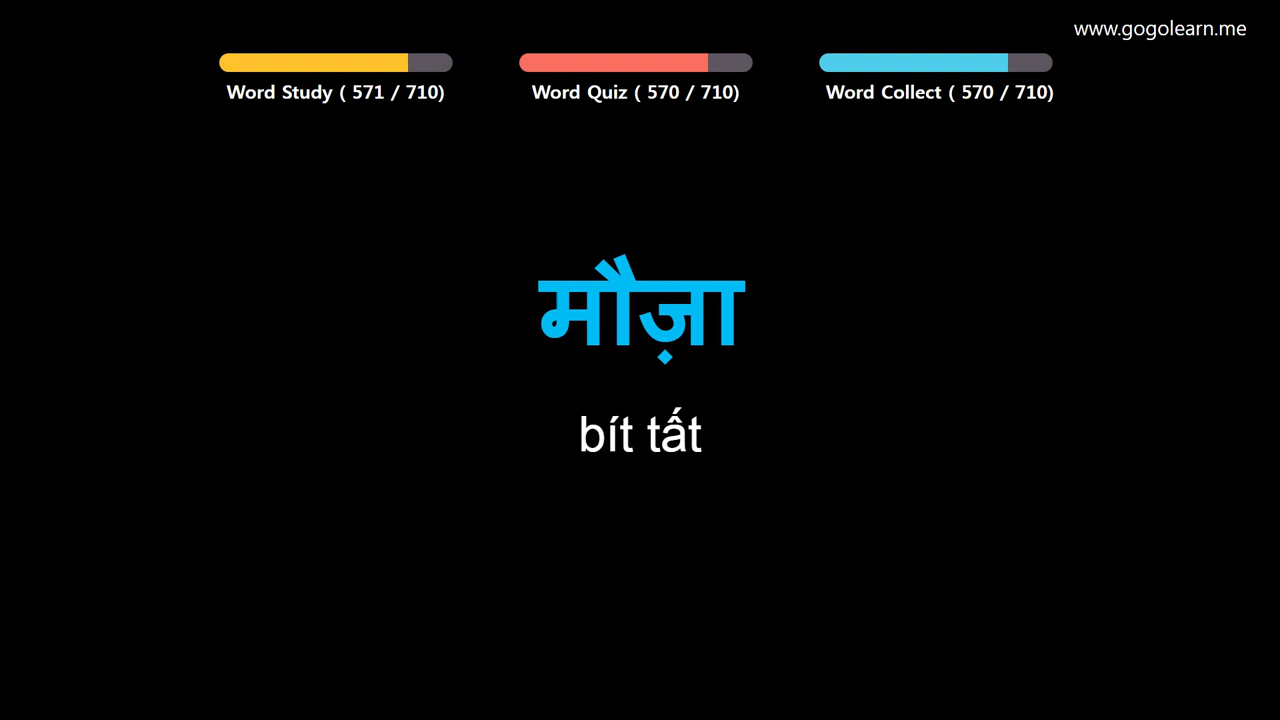 www.gogolearn.me
Word Study ( 571 / 710)
Word Quiz ( 570 / 710)
Word Collect ( 570 / 710)
मौज़ा
bít tất